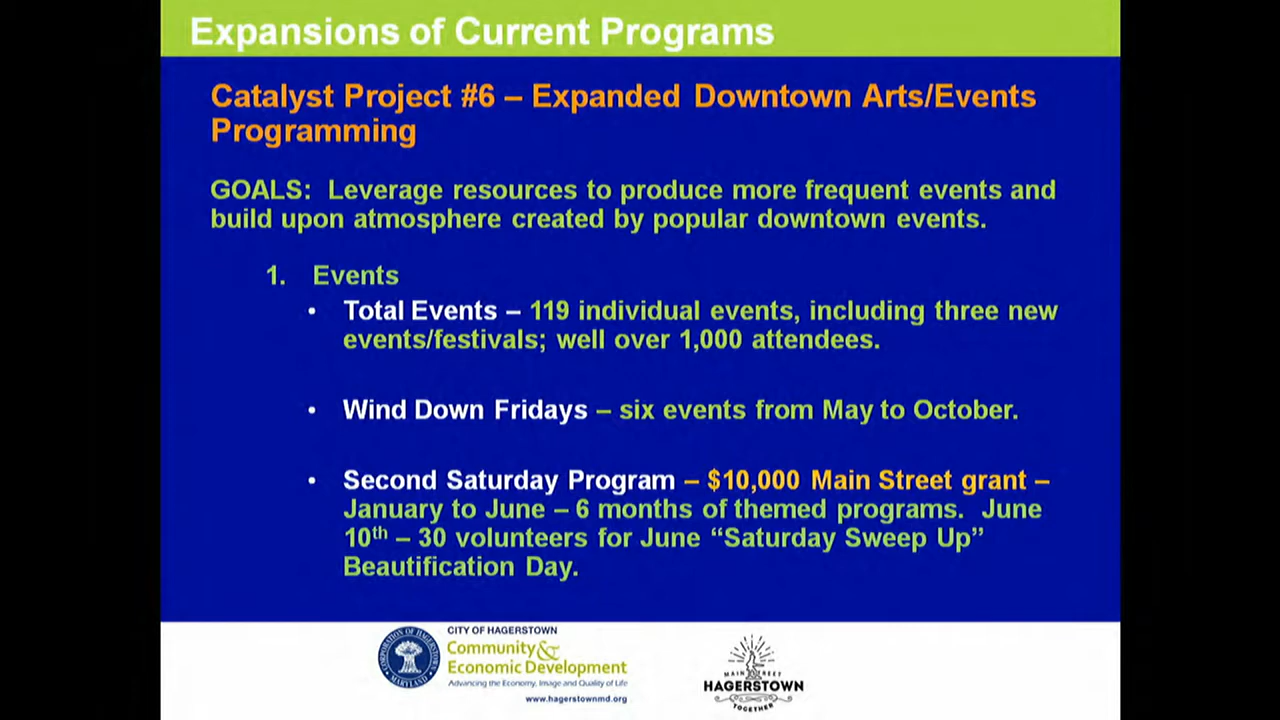 Expansions of Current Programs
Catalyst Project #6 – Expanded Downtown Arts/Events
Programming
GOALS: Leverage resources to produce more frequent events and
build upon atmosphere created by popular downtown events.
1. Events
• Total Events – 119 individual events, including three new
events/festivals; well over 1,000 attendees.
• Wind Down Fridays – six events from May to October.
• Second Saturday Program – $10,000 Main Street grant –
January to June – 6 months of themed programs. June
10th – 30 volunteers for June “Saturday Sweep Up”
Beautification Day.
CORPORATION OF HAGERSTOWN
MARYLAND
CITY OF HAGERSTOWN
Community &
Economic Development
Advancing the Economy, Image and Quality of Life
www.hagerstownmd.org
MAIN STREET
HAGERSTOWN
TOGETHER